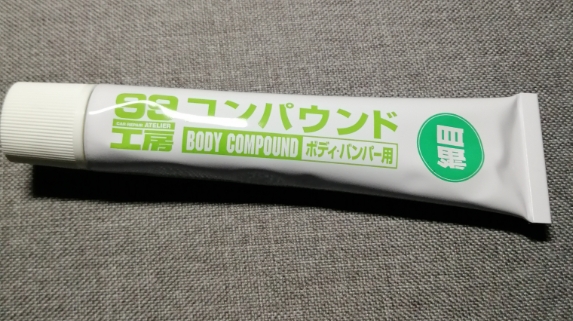 99 コンパウンド
CAR REPAIR ATELIER
工房 BODY COMPOUND ボディ・バンパー用
細目